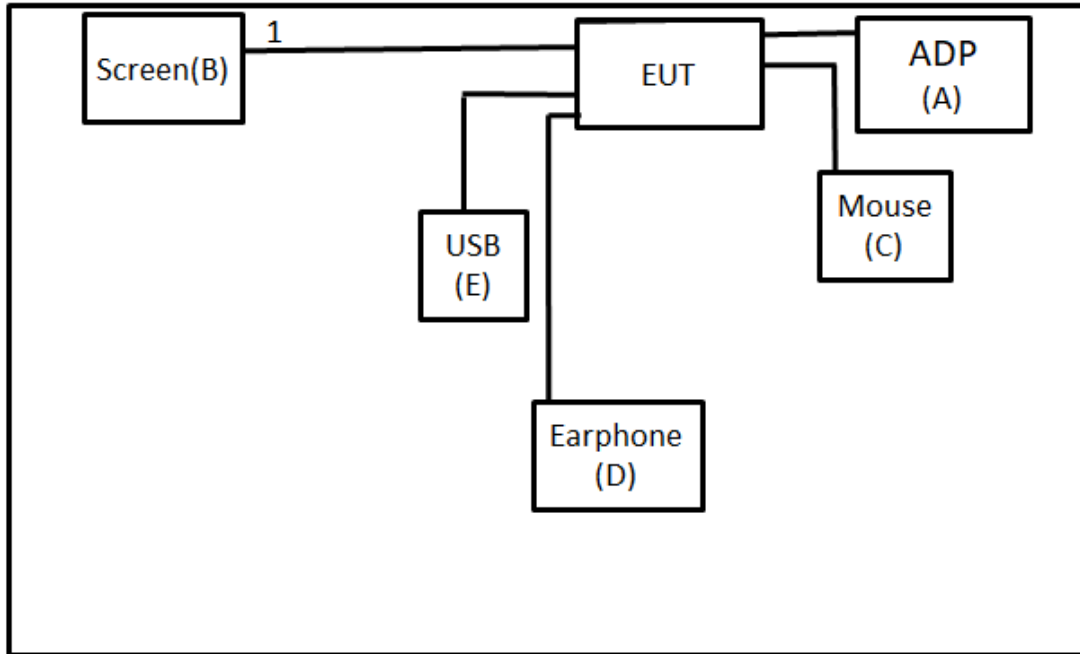 1
Screen(B)
EUT
ADP
(A)
Mouse
(C)
USB
(E)
Earphone
(D)